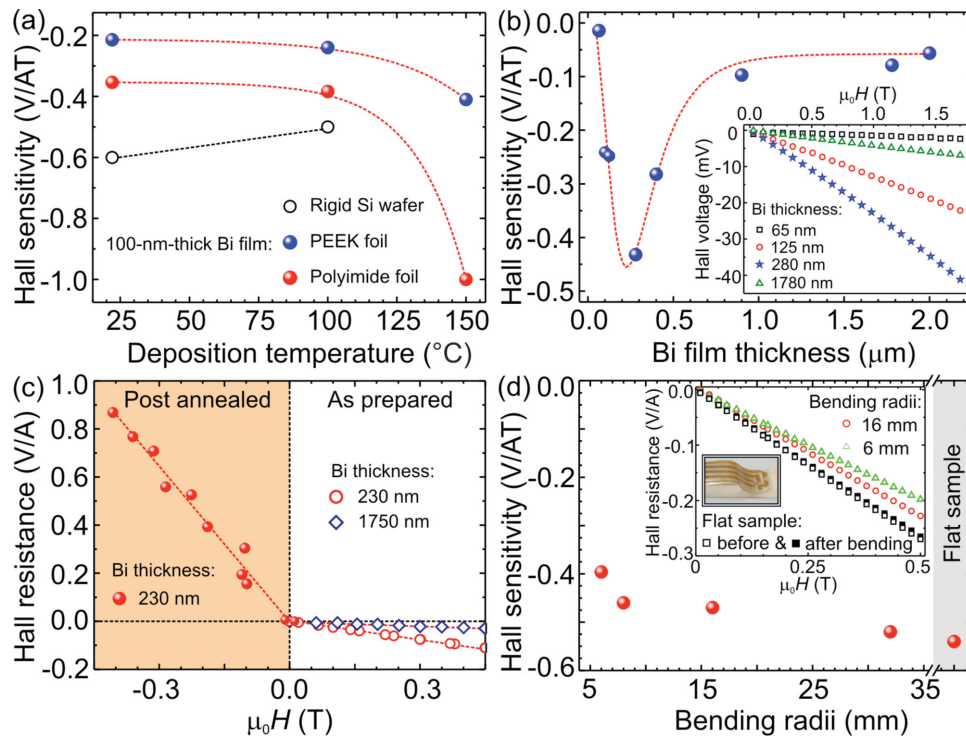 (a)
-0.2
-0.4
-0.6
-0.8
-1.0
Hall sensitivity (V/AT)
Rigid Si wafer
100-nm-thick Bi film:
PEEK foil
Polyimide foil
25 50 75 100 125 150
Deposition temperature (°C)
(b)
0.0
-0.1
-0.2
-0.3
-0.4
-0.5
Hall sensitivity (V/AT)
μ₀H (T)
0.0 0.5 1.0 1.5
0
-20
-40
Hall voltage (mV)
Bi thickness:
65 nm
125 nm
280 nm
1780 nm
0.0 0.5 1.0 1.5 2.0
Bi film thickness (μm)
(c)
1.0
0.8
0.6
0.4
0.2
0.0
-0.2
Hall resistance (V/A)
Post annealed
As prepared
Bi thickness:
230 nm
1750 nm
Bi thickness:
230 nm
-0.3 0.0 0.3
μ₀H (T)
(d)
0.0
-0.2
-0.4
-0.6
Hall sensitivity (V/AT)
0.0
-0.1
-0.2
-0.3
Hall resistance (V/A)
Bending radii:
16 mm
6 mm
Flat sample:
before & after bending
0.0 0.25 0.5
μ₀H (T)
Flat sample
5 15 25 35
Bending radii (mm)